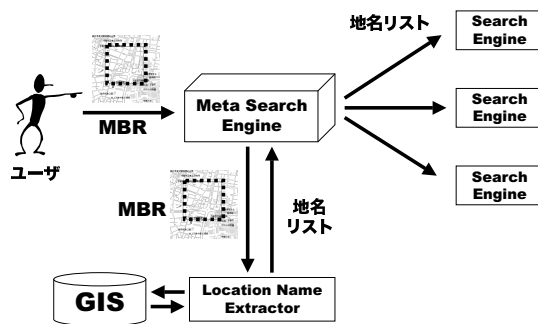 地名リスト
Search
Engine
Meta Search
Engine
MBR
Search
Engine
ユーザ
Search
Engine
MBR
地名
リスト
GIS
Location Name
Extractor